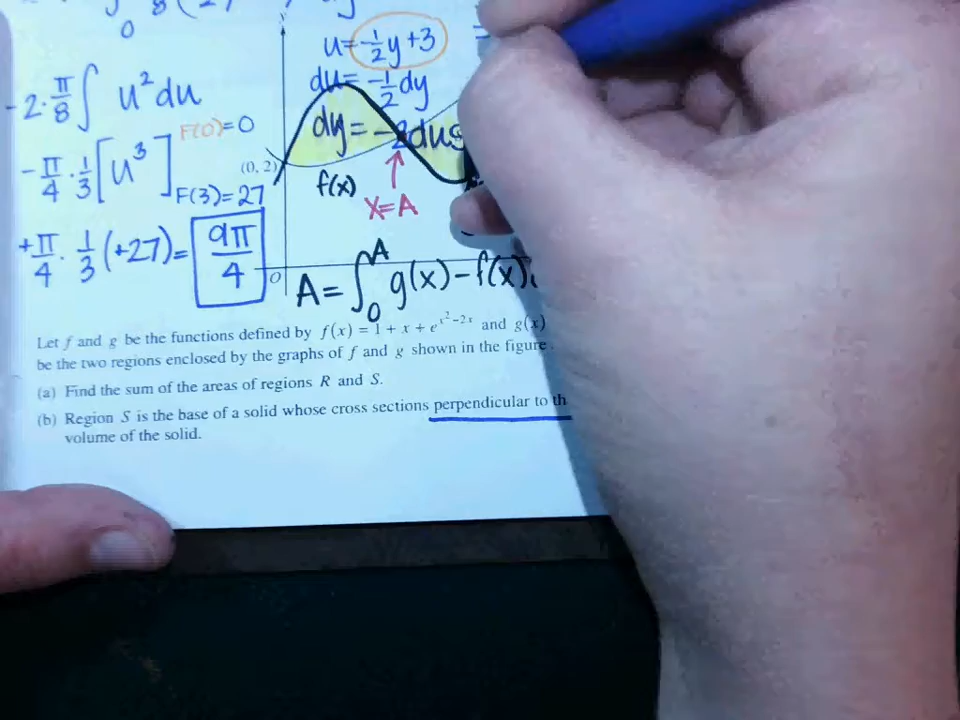 0
y
u=-1/2y+3
-2·π/8∫ u²du
du=-1/2dy
dy=-2du
F(0)=0
-π/4·1/3[u³]
(0, 2)
F(3)=27
f(x)
x=A
+π/4·1/3(+27)= 9π/4
O
A=∫₀ᴬ g(x)-f(x)
Let f and g be the functions defined by f(x) = 1 + x + e^{x²-2x} and g(x)
be the two regions enclosed by the graphs of f and g shown in the figure
(a) Find the sum of the areas of regions R and S.
(b) Region S is the base of a solid whose cross sections perpendicular to th
volume of the solid.